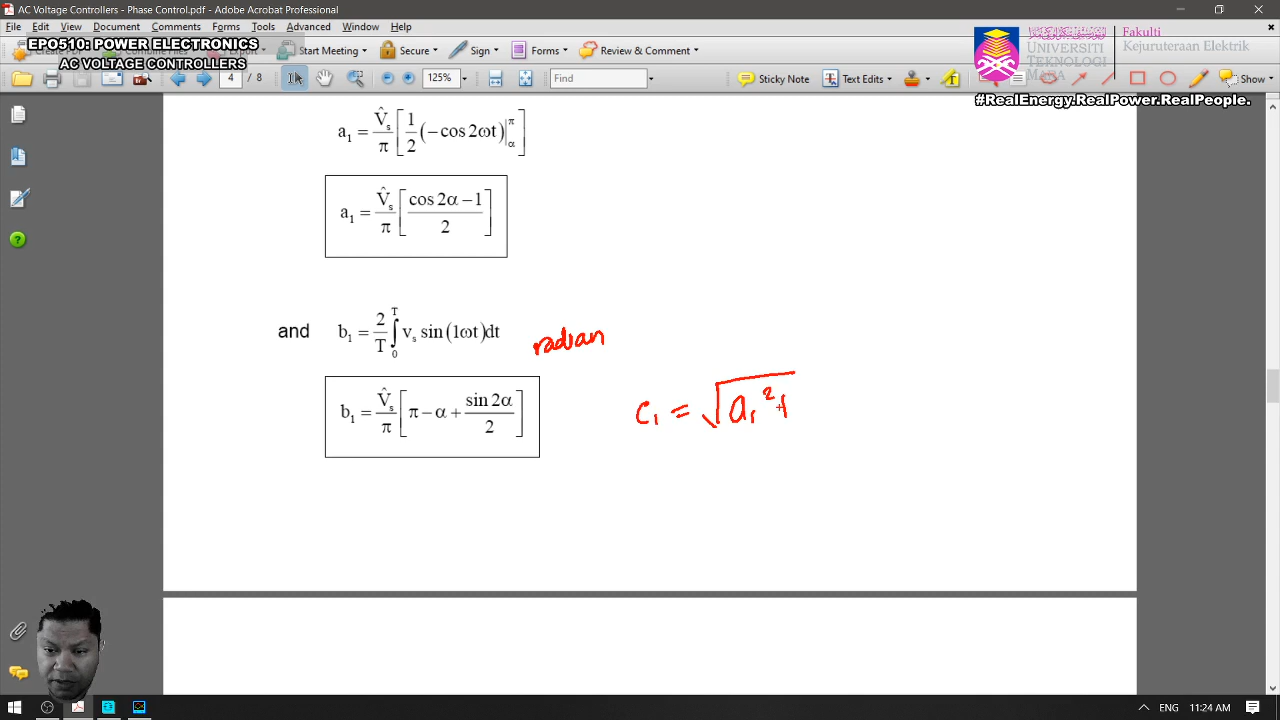 AC Voltage Controllers - Phase Control.pdf - Adobe Acrobat Professional
File Edit View Document Comments Forms Tools Advanced Window Help
EPO510: POWER ELECTRONICS
AC VOLTAGE CONTROLLERS
Start Meeting Secure Sign Forms Review & Comment
Fakulti
Kejuruteraan Elektrik
UNIVERSITI
TEKNOLOGI
MARA
#RealEnergy.RealPower.RealPeople.
4 / 8 125% Find Sticky Note Text Edits Show
a₁ = V̂ₛ/π [ 1/2 (−cos 2ωt) |_α^π ]
a₁ = V̂ₛ/π [ (cos 2α − 1)/2 ]
and b₁ = 2/T ∫₀ᵀ vₛ sin (1ωt)dt
radian
b₁ = V̂ₛ/π [ π − α + sin 2α/2 ]
c₁ = √a₁² +
ENG 11:24 AM